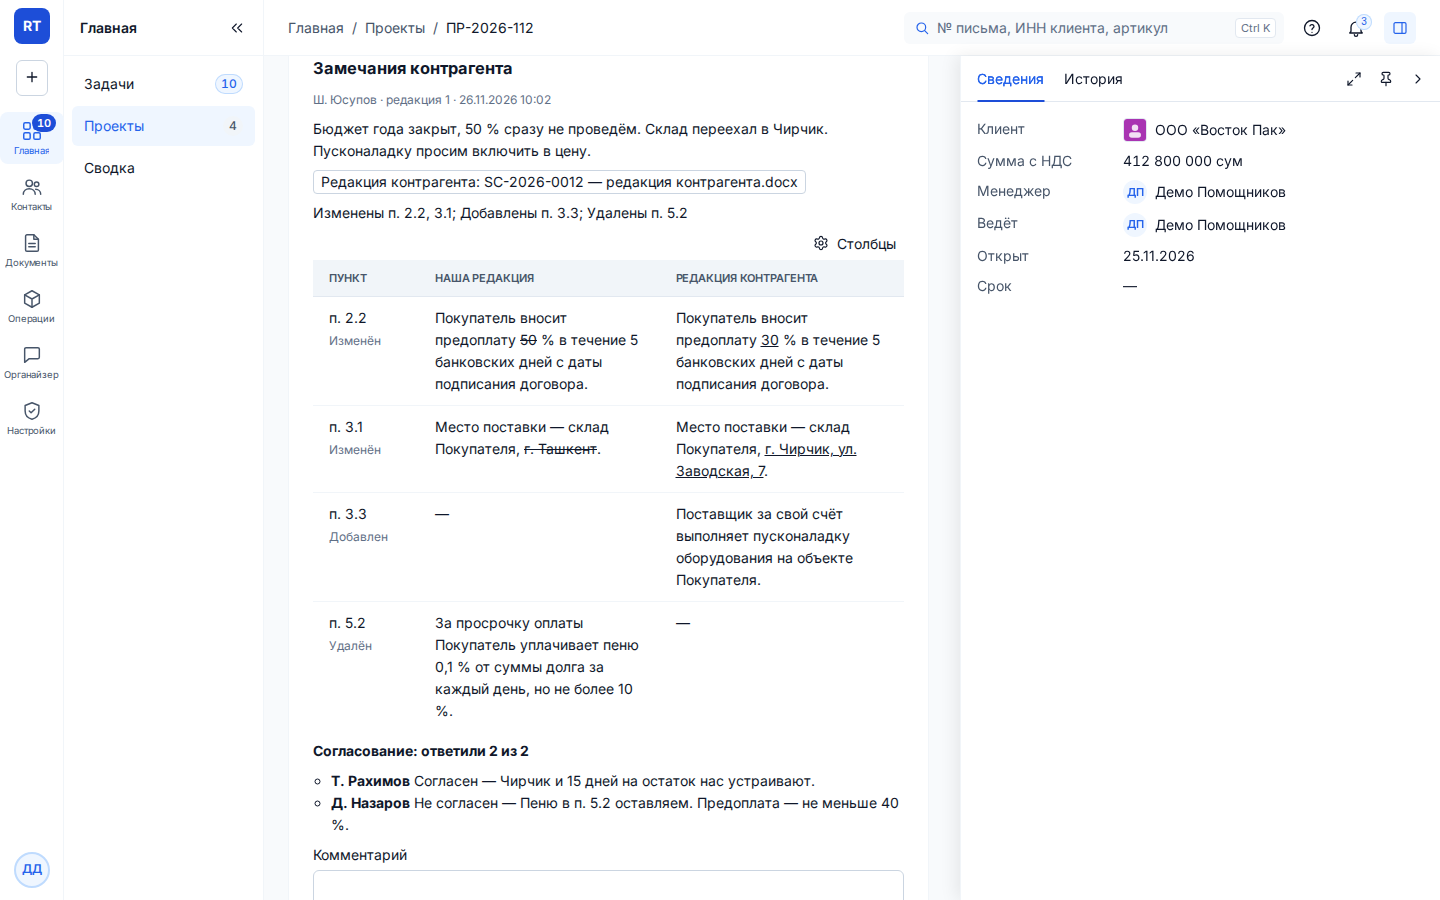 RT
Главная
Главная / Проекты / ПР-2026-112
№ письма, ИНН клиента, артикул
Ctrl K
3
10
Главная
Контакты
Документы
Операции
Органайзер
Настройки
ДД
Задачи
10
Проекты
4
Сводка
Замечания контрагента
Ш. Юсупов · редакция 1 · 26.11.2026 10:02
Бюджет года закрыт, 50 % сразу не проведём. Склад переехал в Чирчик.
Пусконаладку просим включить в цену.
Редакция контрагента: SC-2026-0012 — редакция контрагента.docx
Изменены п. 2.2, 3.1; Добавлены п. 3.3; Удалены п. 5.2
Столбцы
ПУНКТ
НАША РЕДАКЦИЯ
РЕДАКЦИЯ КОНТРАГЕНТА
п. 2.2
Изменён
Покупатель вносит
предоплату 50 % в течение 5
банковских дней с даты
подписания договора.
Покупатель вносит
предоплату 30 % в течение 5
банковских дней с даты
подписания договора.
п. 3.1
Изменён
Место поставки — склад
Покупателя, г. Ташкент.
Место поставки — склад
Покупателя, г. Чирчик, ул.
Заводская, 7.
п. 3.3
Добавлен
—
Поставщик за свой счёт
выполняет пусконаладку
оборудования на объекте
Покупателя.
п. 5.2
Удалён
За просрочку оплаты
Покупатель уплачивает пеню
0,1 % от суммы долга за
каждый день, но не более 10
%.
—
Согласование: ответили 2 из 2
Т. Рахимов Согласен — Чирчик и 15 дней на остаток нас устраивают.
Д. Назаров Не согласен — Пеню в п. 5.2 оставляем. Предоплата — не меньше 40
%.
Комментарий
Сведения
История
Клиент
ООО «Восток Пак»
Сумма с НДС
412 800 000 сум
Менеджер
ДП Демо Помощников
Ведёт
ДП Демо Помощников
Открыт
25.11.2026
Срок
—